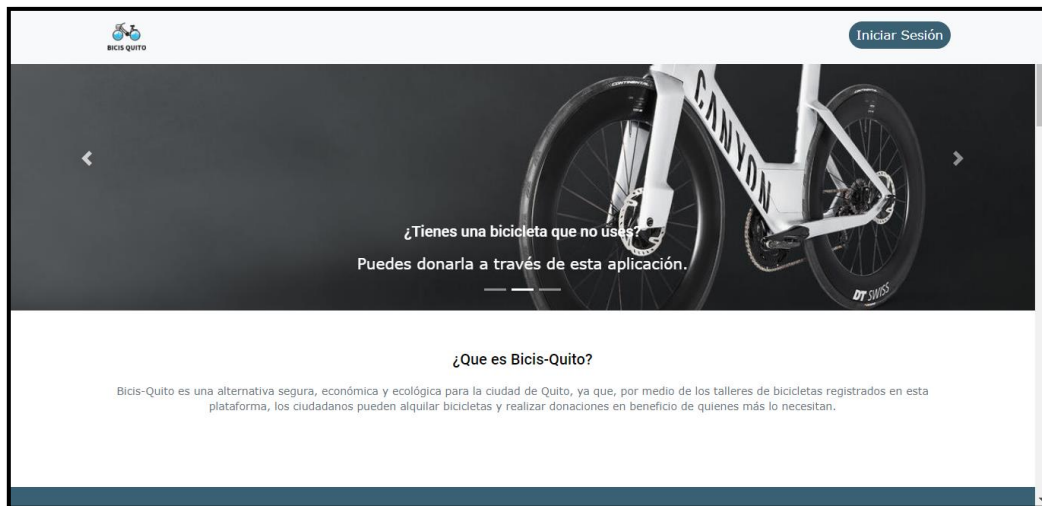 BICIS QUITO
Iniciar Sesión
CANYON
¿Tienes una bicicleta que no uses?
Puedes donarla a través de esta aplicación.
DT SWISS
¿Que es Bicis-Quito?
Bicis-Quito es una alternativa segura, económica y ecológica para la ciudad de Quito, ya que, por medio de los talleres de bicicletas registrados en esta
plataforma, los ciudadanos pueden alquilar bicicletas y realizar donaciones en beneficio de quienes más lo necesitan.